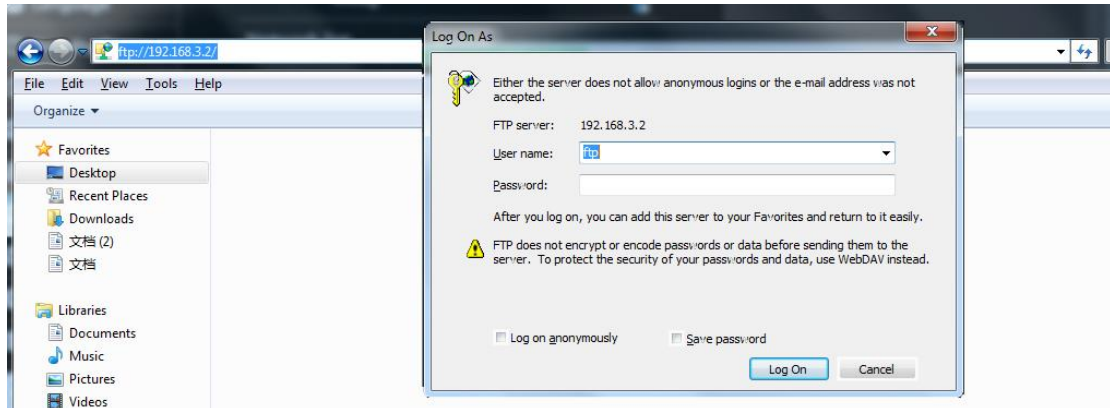 Log On As
ftp://192.168.3.2/
File Edit View Tools Help
Organize
Favorites
Desktop
Recent Places
Downloads
文档 (2)
文档
Libraries
Documents
Music
Pictures
Videos
Either the server does not allow anonymous logins or the e-mail address was not
accepted.
FTP server: 192.168.3.2
User name: ftp
Password:
After you log on, you can add this server to your Favorites and return to it easily.
FTP does not encrypt or encode passwords or data before sending them to the
server. To protect the security of your passwords and data, use WebDAV instead.
Log on anonymously Save password
Log On Cancel